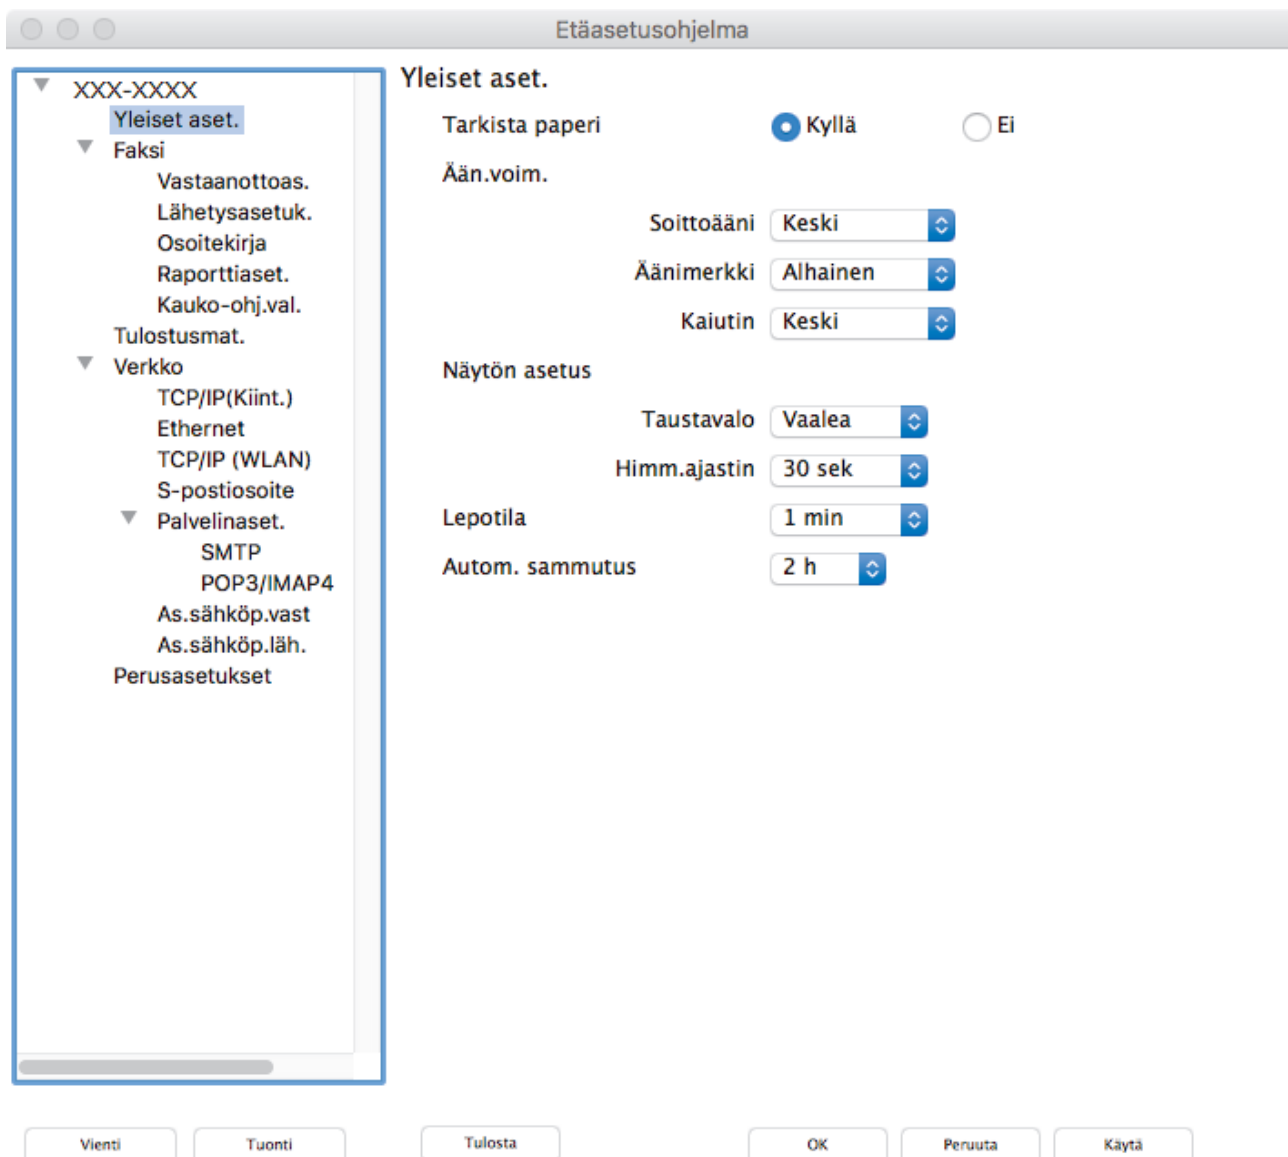 Etäasetusohjelma
XXX-XXXX
Yleiset aset.
Faksi
Vastaanottoas.
Lähetysasetuk.
Osoitekirja
Raporttiaset.
Kauko-ohj.val.
Tulostusmat.
Verkko
TCP/IP(Kiint.)
Ethernet
TCP/IP (WLAN)
S-postiosoite
Palvelinaset.
SMTP
POP3/IMAP4
As.sähköp.vast
As.sähköp.läh.
Perusasetukset
Yleiset aset.
Tarkista paperi Kyllä Ei
Ään.voim.
Soittoääni Keski
Äänimerkki Alhainen
Kaiutin Keski
Näytön asetus
Taustavalo Vaalea
Himm.ajastin 30 sek
Lepotila 1 min
Autom. sammutus 2 h
Vienti Tuonti Tulosta OK Peruuta Käytä